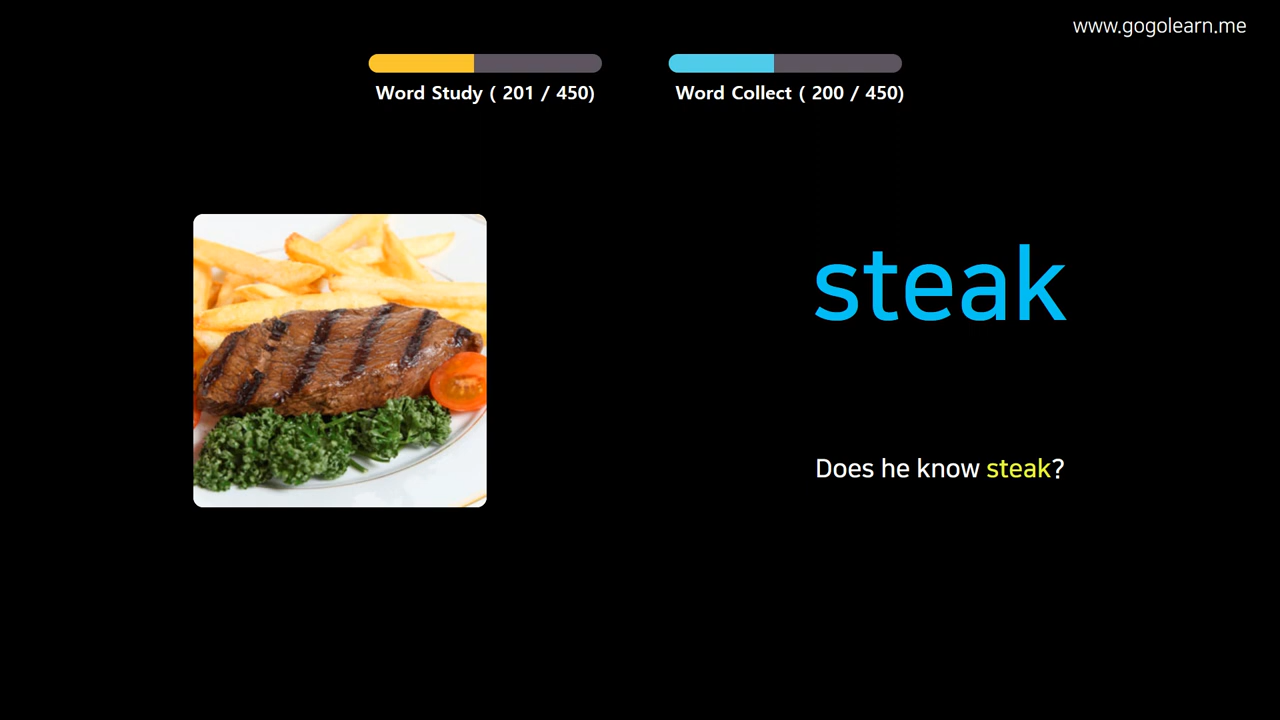 www.gogolearn.me
Word Study ( 201 / 450)
Word Collect ( 200 / 450)
steak
Does he know steak?